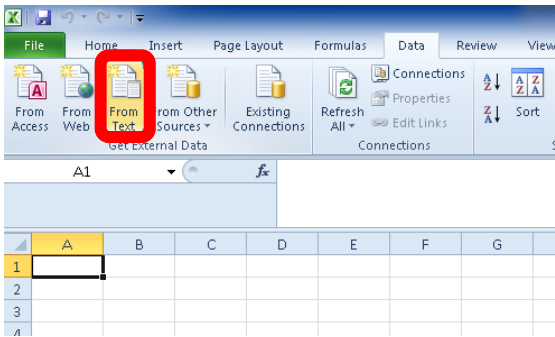 File Home Insert Page Layout Formulas Data Review View
From Access
From Web
From Text
From Other Sources
Existing Connections
Refresh All
Connections
Properties
Edit Links
Sort
Get External Data
Connections
A1
fx
A B C D E F G
1
2
3
4